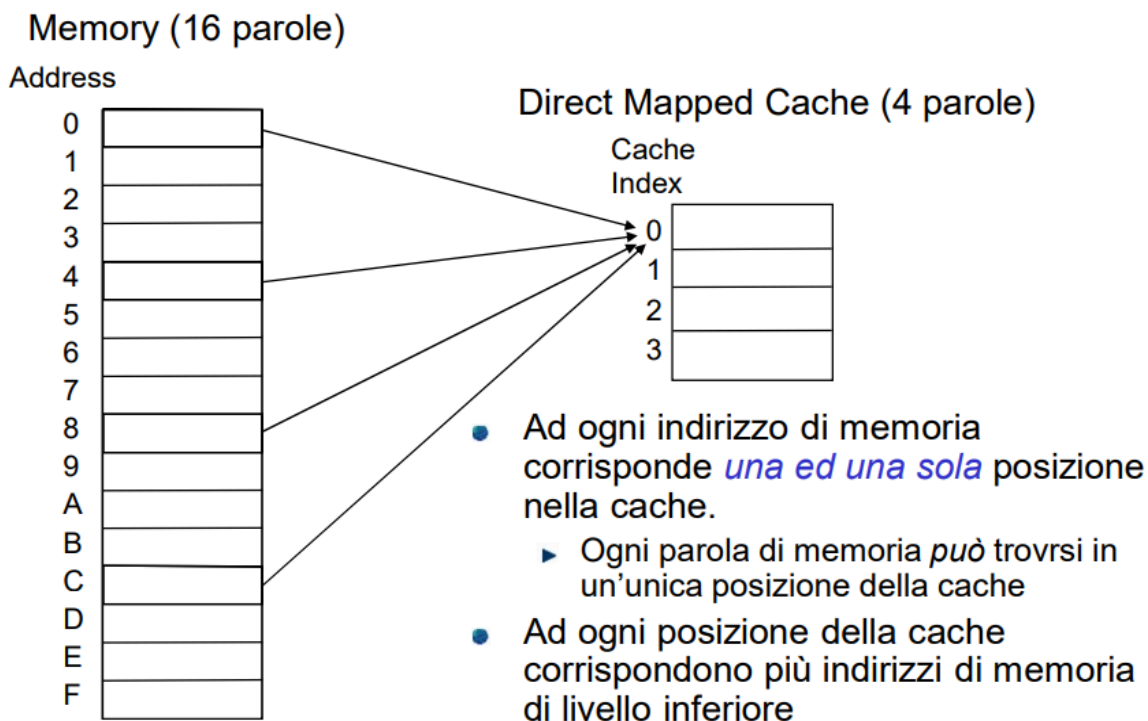 Memory (16 parole)
Address
0
1
2
3
4
5
6
7
8
9
A
B
C
D
E
F
Direct Mapped Cache (4 parole)
Cache
Index
0
1
2
3
Ad ogni indirizzo di memoria
corrisponde una ed una sola posizione
nella cache.
Ogni parola di memoria può trovrsi in
un’unica posizione della cache
Ad ogni posizione della cache
corrispondono più indirizzi di memoria
di livello inferiore